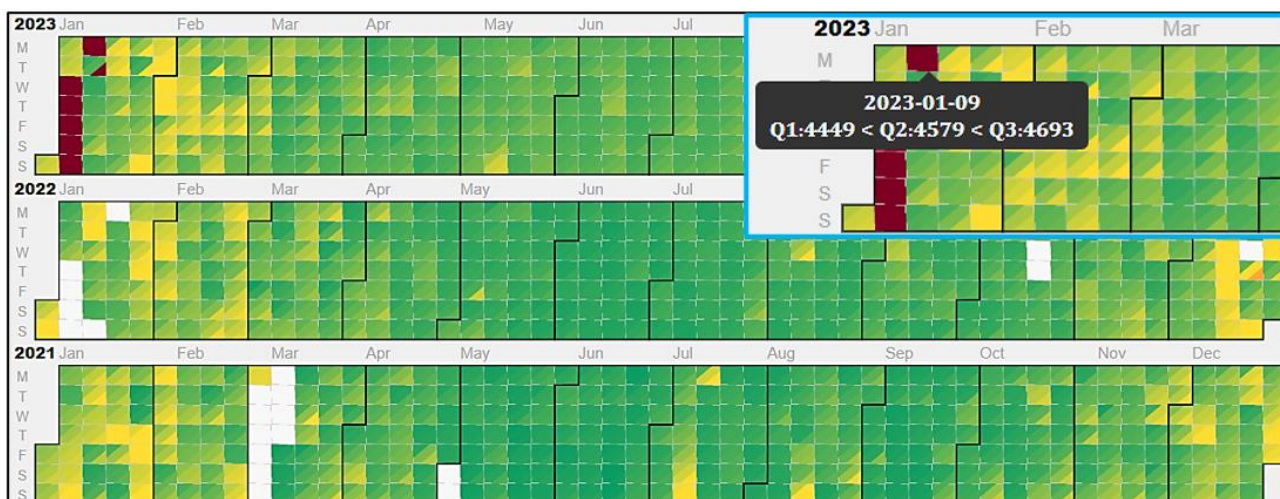 2023 Jan Feb Mar Apr May Jun Jul
M
T
W
T
F
S
S
2023 Jan Feb Mar
M
2023-01-09
Q1:4449 < Q2:4579 < Q3:4693
F
S
S
2022 Jan Feb Mar Apr May Jun Jul
M
T
W
T
F
S
S
2021 Jan Feb Mar Apr May Jun Jul Aug Sep Oct Nov Dec
M
T
W
T
F
S
S